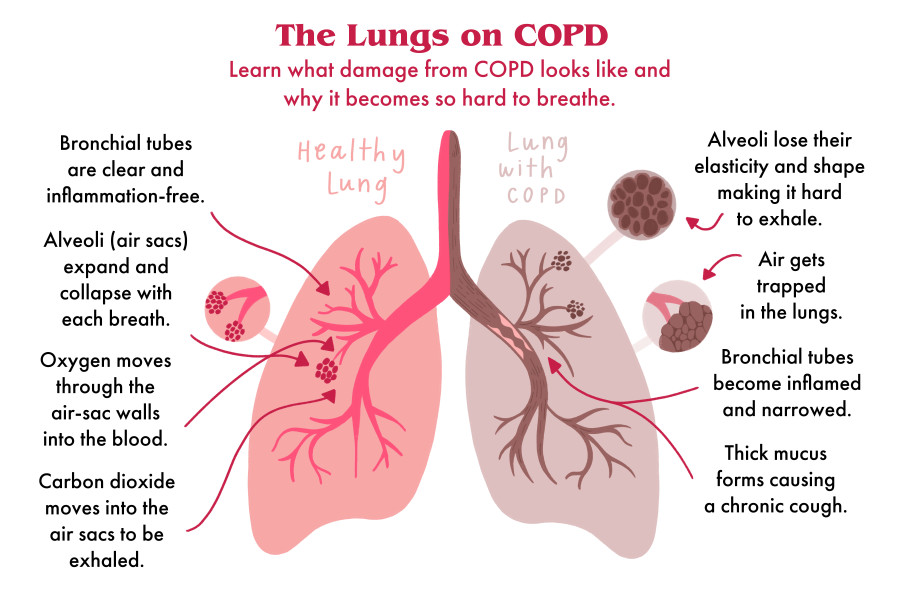 The Lungs on COPD
Learn what damage from COPD looks like and
why it becomes so hard to breathe.
Healthy
Lung
Lung
with
COPD
Bronchial tubes
are clear and
inflammation-free.
Alveoli (air sacs)
expand and
collapse with
each breath.
Oxygen moves
through the
air-sac walls
into the blood.
Carbon dioxide
moves into the
air sacs to be
exhaled.
Alveoli lose their
elasticity and shape
making it hard
to exhale.
Air gets
trapped
in the lungs.
Bronchial tubes
become inflamed
and narrowed.
Thick mucus
forms causing
a chronic cough.